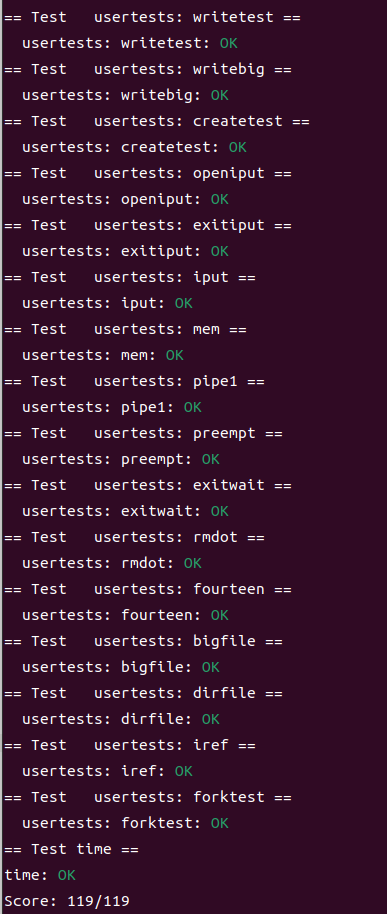 == Test   usertests: writetest ==
  usertests: writetest: OK
== Test   usertests: writebig ==
  usertests: writebig: OK
== Test   usertests: createtest ==
  usertests: createtest: OK
== Test   usertests: openiput ==
  usertests: openiput: OK
== Test   usertests: exitiput ==
  usertests: exitiput: OK
== Test   usertests: iput ==
  usertests: iput: OK
== Test   usertests: mem ==
  usertests: mem: OK
== Test   usertests: pipe1 ==
  usertests: pipe1: OK
== Test   usertests: preempt ==
  usertests: preempt: OK
== Test   usertests: exitwait ==
  usertests: exitwait: OK
== Test   usertests: rmdot ==
  usertests: rmdot: OK
== Test   usertests: fourteen ==
  usertests: fourteen: OK
== Test   usertests: bigfile ==
  usertests: bigfile: OK
== Test   usertests: dirfile ==
  usertests: dirfile: OK
== Test   usertests: iref ==
  usertests: iref: OK
== Test   usertests: forktest ==
  usertests: forktest: OK
== Test time ==
time: OK
Score: 119/119